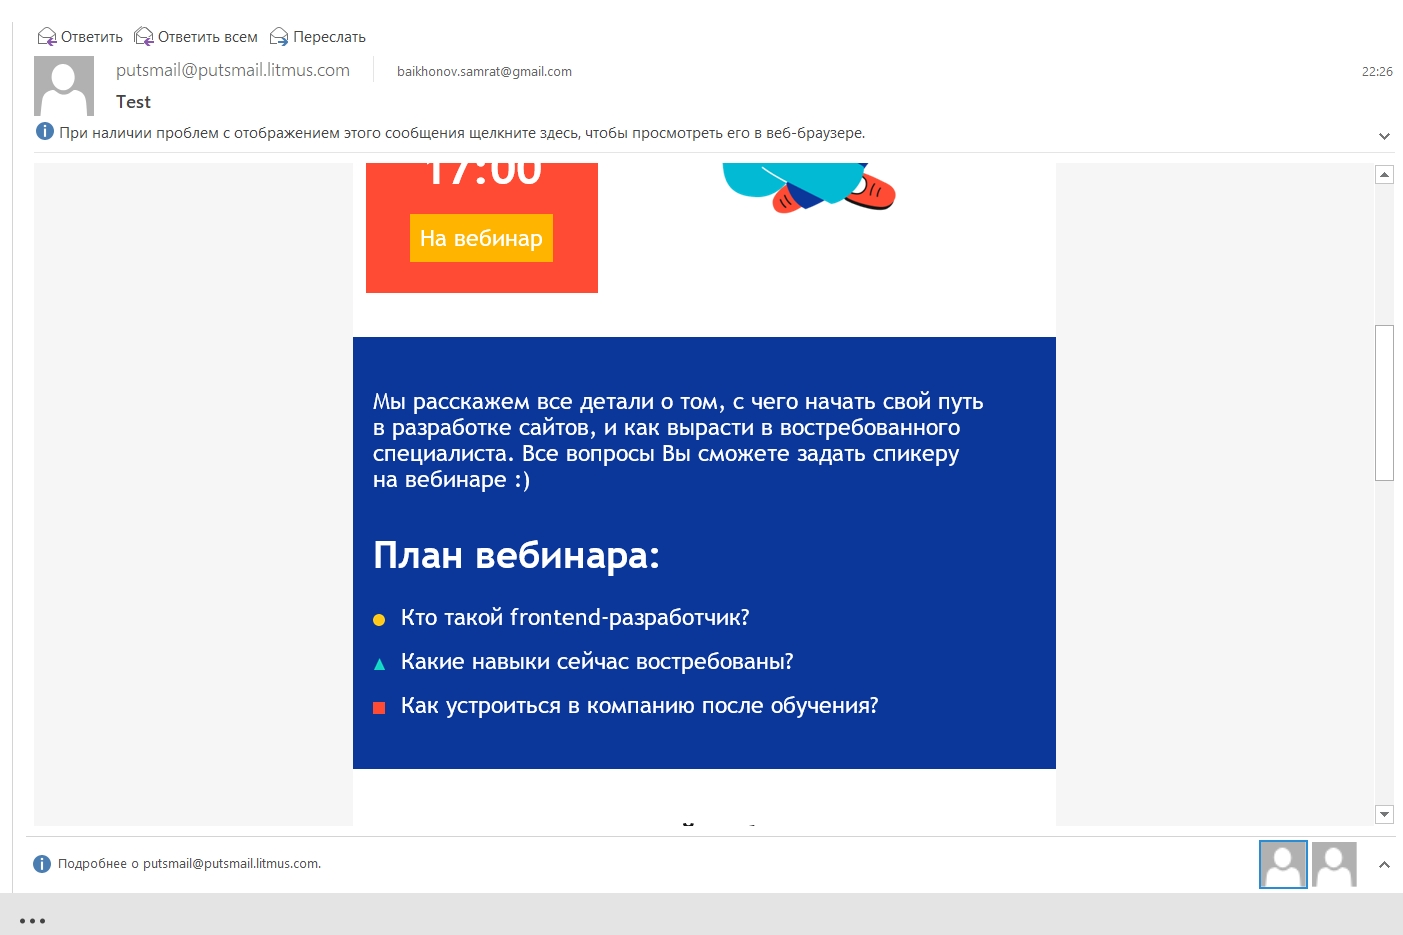 Ответить Ответить всем Переслать
putsmail@putsmail.litmus.com baikhonov.samrat@gmail.com 22:26
Test
При наличии проблем с отображением этого сообщения щелкните здесь, чтобы просмотреть его в веб-браузере.
17:00
На вебинар
Мы расскажем все детали о том, с чего начать свой путь
в разработке сайтов, и как вырасти в востребованного
специалиста. Все вопросы Вы сможете задать спикеру
на вебинаре :)
План вебинара:
Кто такой frontend-разработчик?
Какие навыки сейчас востребованы?
Как устроиться в компанию после обучения?
Подробнее о putsmail@putsmail.litmus.com.